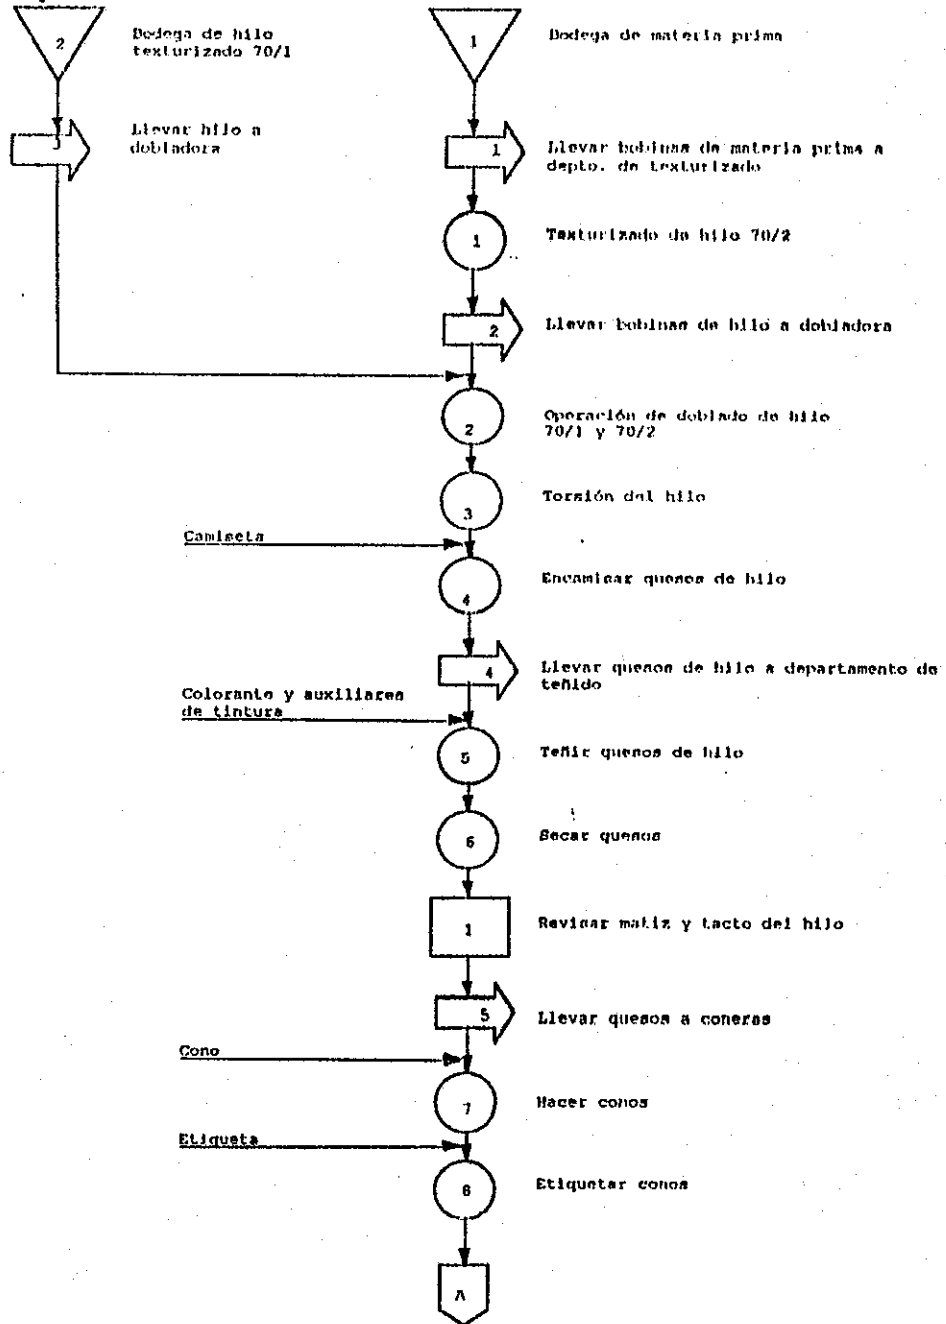 2
Bodega de hilo
texturizado 70/1
1
Bodega de materia prima
3
Llevar hilo a
dobladora
1
Llevar bobinas de materia prima a
depto. de texturizado
1
Texturizado de hilo 70/2
2
Llevar bobinas de hilo a dobladora
2
Operación de doblado de hilo
70/1 y 70/2
3
Torsión del hilo
Camiseta
4
Encamisar quesos de hilo
4
Llevar quesos de hilo a departamento de
teñido
Colorante y auxiliares
de tintura
5
Teñir quesos de hilo
6
Secar quesos
1
Revisar matiz y tacto del hilo
5
Llevar quesos a coneras
Cono
7
Hacer conos
Etiqueta
8
Etiquetar conos
A